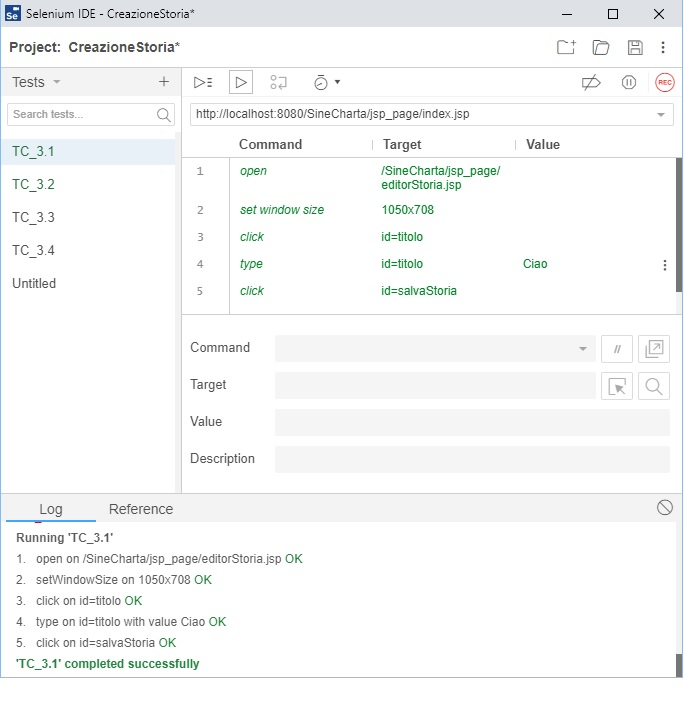 Se Selenium IDE - CreazioneStoria*
Project: CreazioneStoria*
Tests
Search tests...
TC_3.1
TC_3.2
TC_3.3
TC_3.4
Untitled
REC
http://localhost:8080/SineCharta/jsp_page/index.jsp
Command Target Value
1 open /SineCharta/jsp_page/
editorStoria.jsp
2 set window size 1050x708
3 click id=titolo
4 type id=titolo Ciao
5 click id=salvaStoria
Command //
Target
Value
Description
Log Reference
Running 'TC_3.1'
1. open on /SineCharta/jsp_page/editorStoria.jsp OK
2. setWindowSize on 1050x708 OK
3. click on id=titolo OK
4. type on id=titolo with value Ciao OK
5. click on id=salvaStoria OK
'TC_3.1' completed successfully